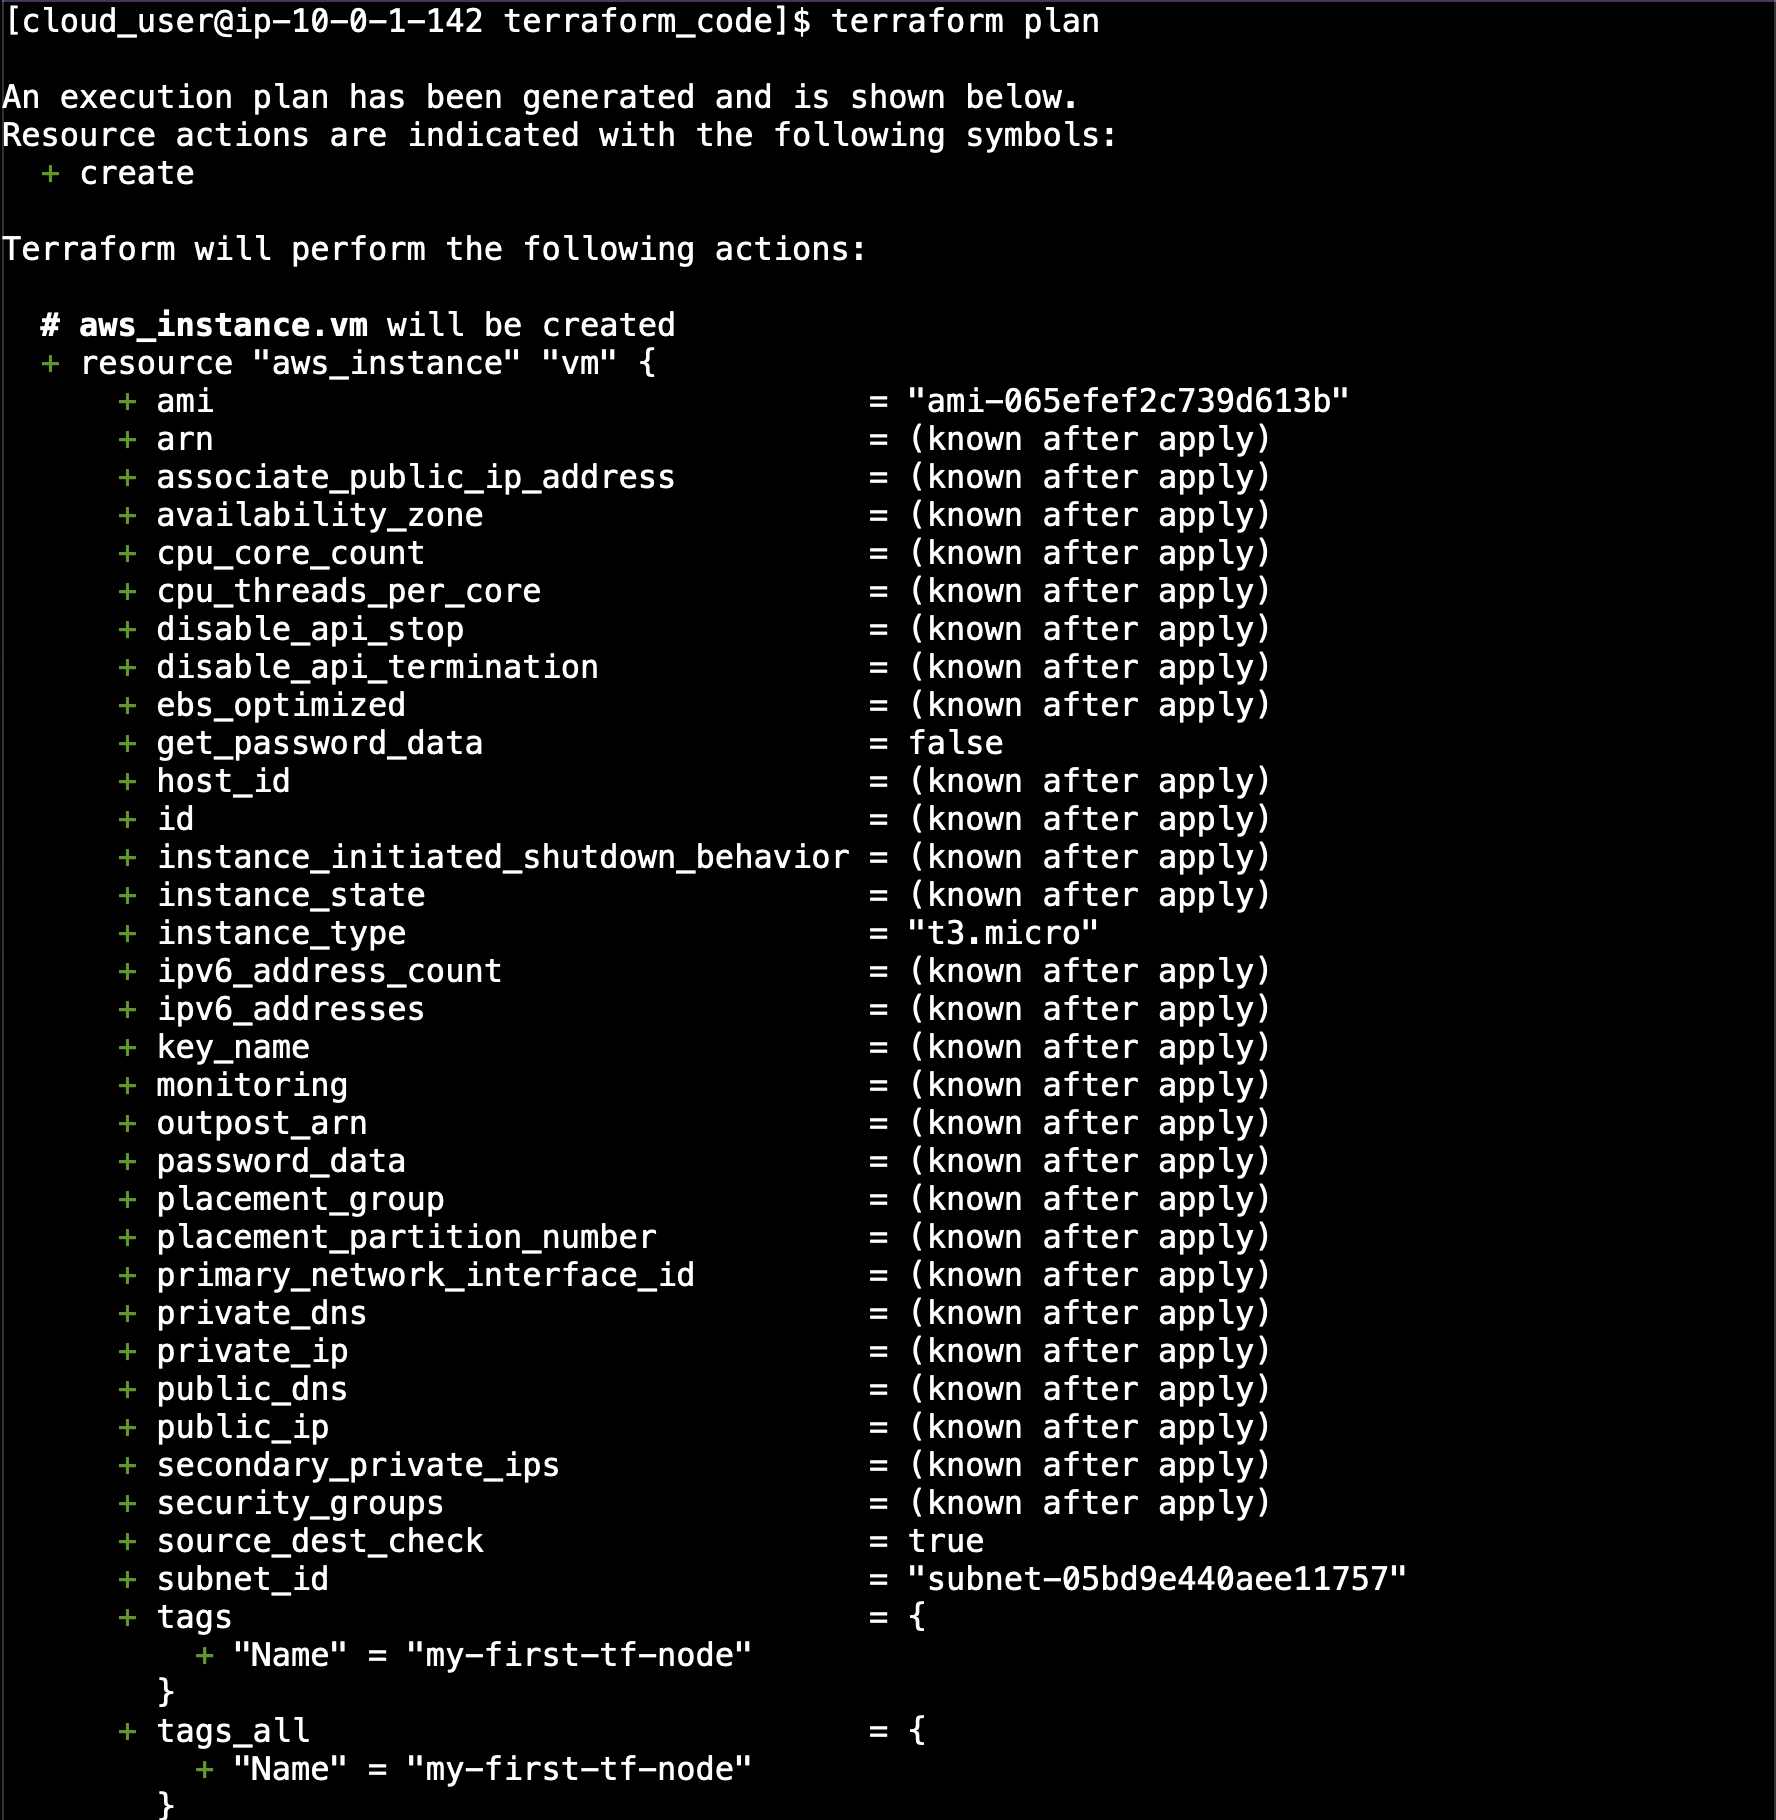 [cloud_user@ip-10-0-1-142 terraform_code]$ terraform plan
An execution plan has been generated and is shown below.
Resource actions are indicated with the following symbols:
  + create
Terraform will perform the following actions:
  # aws_instance.vm will be created
  + resource "aws_instance" "vm" {
      + ami                                  = "ami-065efef2c739d613b"
      + arn                                  = (known after apply)
      + associate_public_ip_address          = (known after apply)
      + availability_zone                    = (known after apply)
      + cpu_core_count                       = (known after apply)
      + cpu_threads_per_core                 = (known after apply)
      + disable_api_stop                     = (known after apply)
      + disable_api_termination              = (known after apply)
      + ebs_optimized                        = (known after apply)
      + get_password_data                    = false
      + host_id                              = (known after apply)
      + id                                   = (known after apply)
      + instance_initiated_shutdown_behavior = (known after apply)
      + instance_state                       = (known after apply)
      + instance_type                        = "t3.micro"
      + ipv6_address_count                   = (known after apply)
      + ipv6_addresses                       = (known after apply)
      + key_name                             = (known after apply)
      + monitoring                           = (known after apply)
      + outpost_arn                          = (known after apply)
      + password_data                        = (known after apply)
      + placement_group                      = (known after apply)
      + placement_partition_number           = (known after apply)
      + primary_network_interface_id         = (known after apply)
      + private_dns                          = (known after apply)
      + private_ip                           = (known after apply)
      + public_dns                           = (known after apply)
      + public_ip                            = (known after apply)
      + secondary_private_ips                = (known after apply)
      + security_groups                      = (known after apply)
      + source_dest_check                    = true
      + subnet_id                            = "subnet-05bd9e440aee11757"
      + tags                                 = {
          + "Name" = "my-first-tf-node"
        }
      + tags_all                             = {
          + "Name" = "my-first-tf-node"
        }